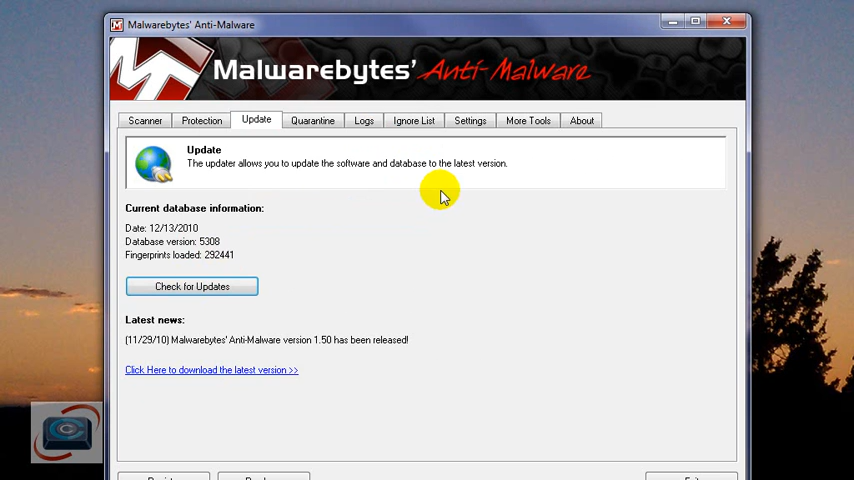 Malwarebytes' Anti-Malware
Malwarebytes' Anti-Malware
Scanner Protection Update Quarantine Logs Ignore List Settings More Tools About
Update
The updater allows you to update the software and database to the latest version.
Current database information:
Date: 12/13/2010
Database version: 5308
Fingerprints loaded: 292441
Check for Updates
Latest news:
(11/29/10) Malwarebytes' Anti-Malware version 1.50 has been released!
Click Here to download the latest version >>